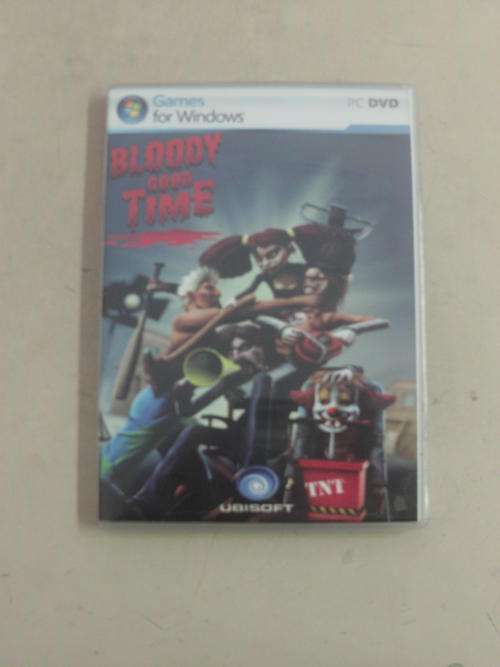 Games
for Windows
PC DVD
BLOODY
GOOD
TIME
TNT
UBISOFT